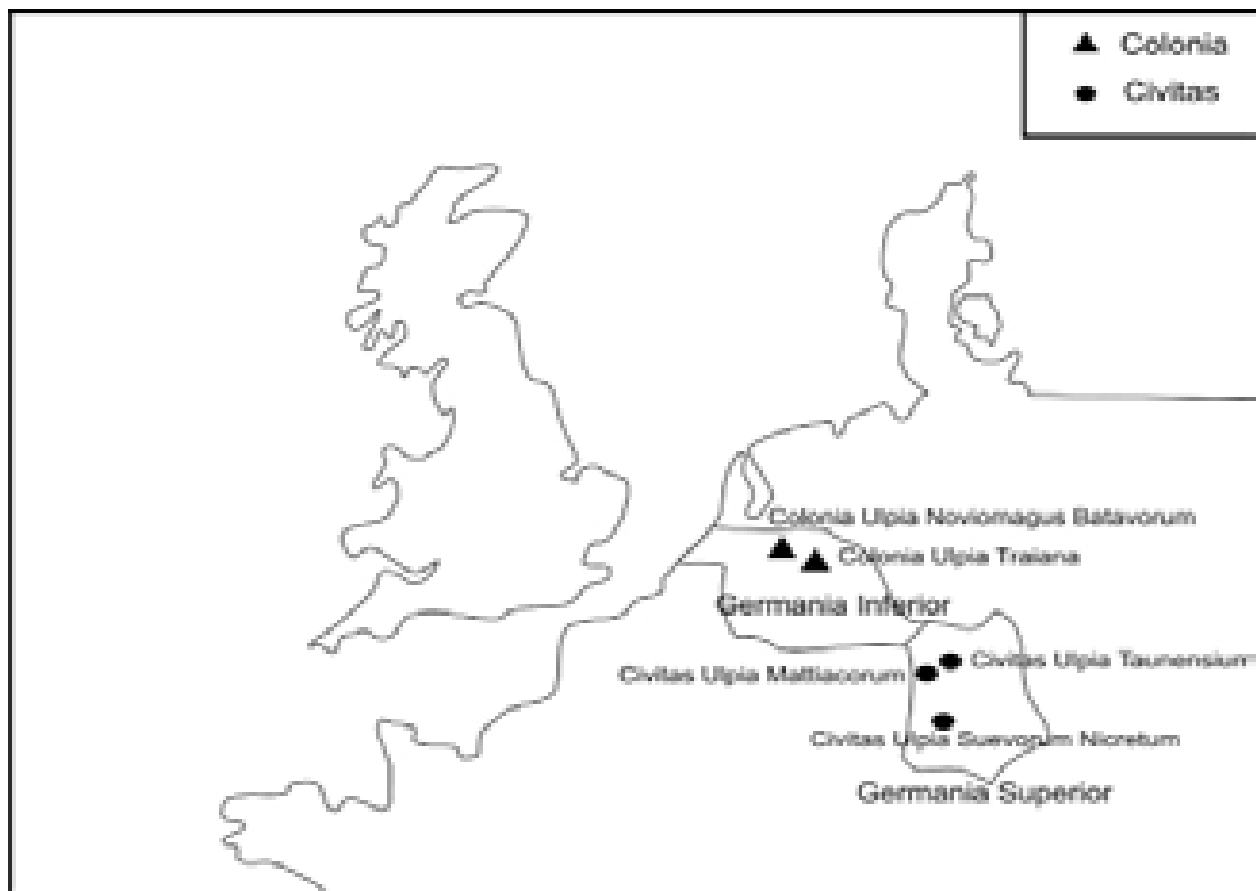 Colonia
Civitas
Colonia Ulpia Noviomagus Batavorum
Colonia Ulpia Traiana
Germania Inferior
Civitas Ulpia Taunensium
Civitas Ulpia Mattiacorum
Civitas Ulpia Suevorum Nicretum
Germania Superior